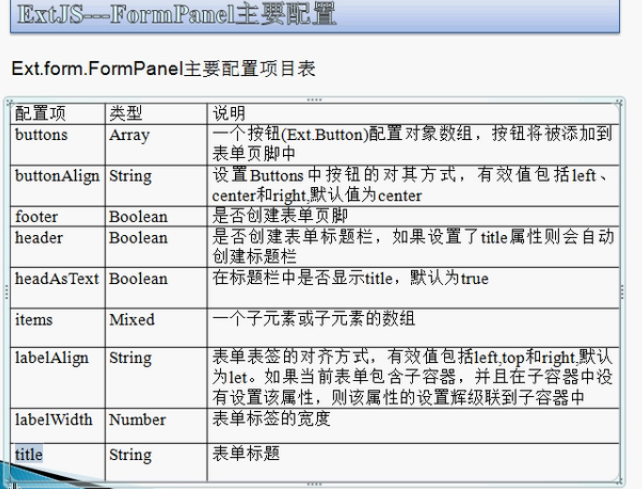 ExtJS---FormPanel主要配置
Ext.form.FormPanel主要配置项目表
配置项 类型 说明
buttons Array 一个按钮(Ext.Button)配置对象数组，按钮将被添加到
表单页脚中
buttonAlign String 设置Buttons中按钮的对其方式，有效值包括left、
center和right,默认值为center
footer Boolean 是否创建表单页脚
header Boolean 是否创建表单标题栏，如果设置了title属性则会自动
创建标题栏
headAsText Boolean 在标题栏中是否显示title，默认为true
items Mixed 一个子元素或子元素的数组
labelAlign String 表单表签的对齐方式，有效值包括left,top和right,默认
为let。如果当前表单包含子容器，并且在子容器中没
有设置该属性，则该属性的设置辉级联到子容器中
labelWidth Number 表单标签的宽度
title String 表单标题